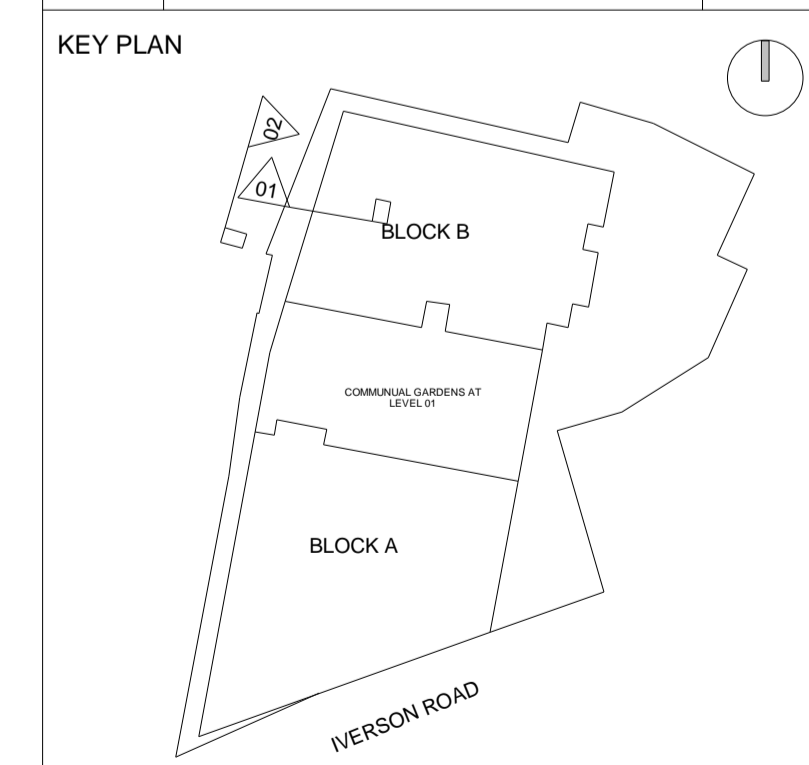 KEY PLAN
02
01
BLOCK B
COMMUNUAL GARDENS AT
LEVEL 01
BLOCK A
IVERSON ROAD